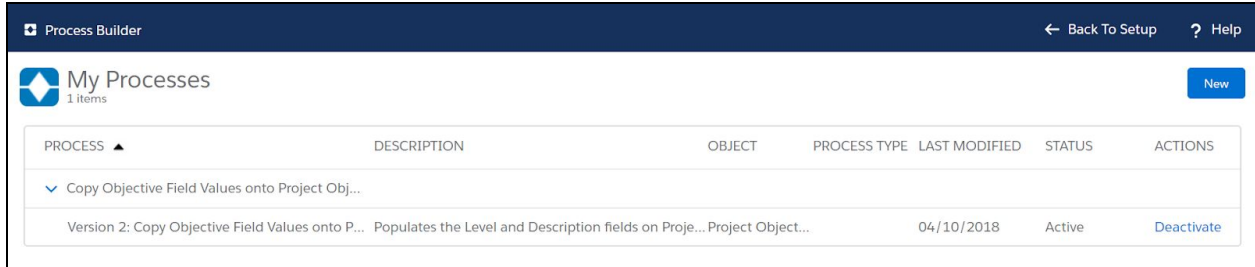 Process Builder
Back To Setup
? Help
My Processes
1 items
New
PROCESS DESCRIPTION OBJECT PROCESS TYPE LAST MODIFIED STATUS ACTIONS
Copy Objective Field Values onto Project Obj...
Version 2: Copy Objective Field Values onto P... Populates the Level and Description fields on Proje... Project Object... 04/10/2018 Active Deactivate